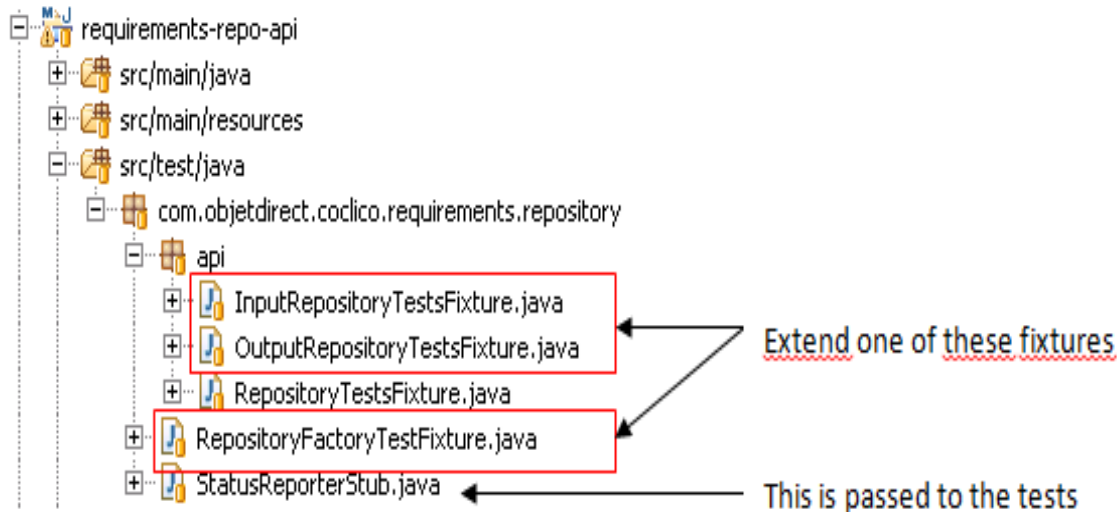 requirements-repo-api
src/main/java
src/main/resources
src/test/java
com.objetdirect.coclico.requirements.repository
api
InputRepositoryTestsFixture.java
OutputRepositoryTestsFixture.java
Extend one of these fixtures
RepositoryTestsFixture.java
RepositoryFactoryTestFixture.java
StatusReporterStub.java
This is passed to the tests